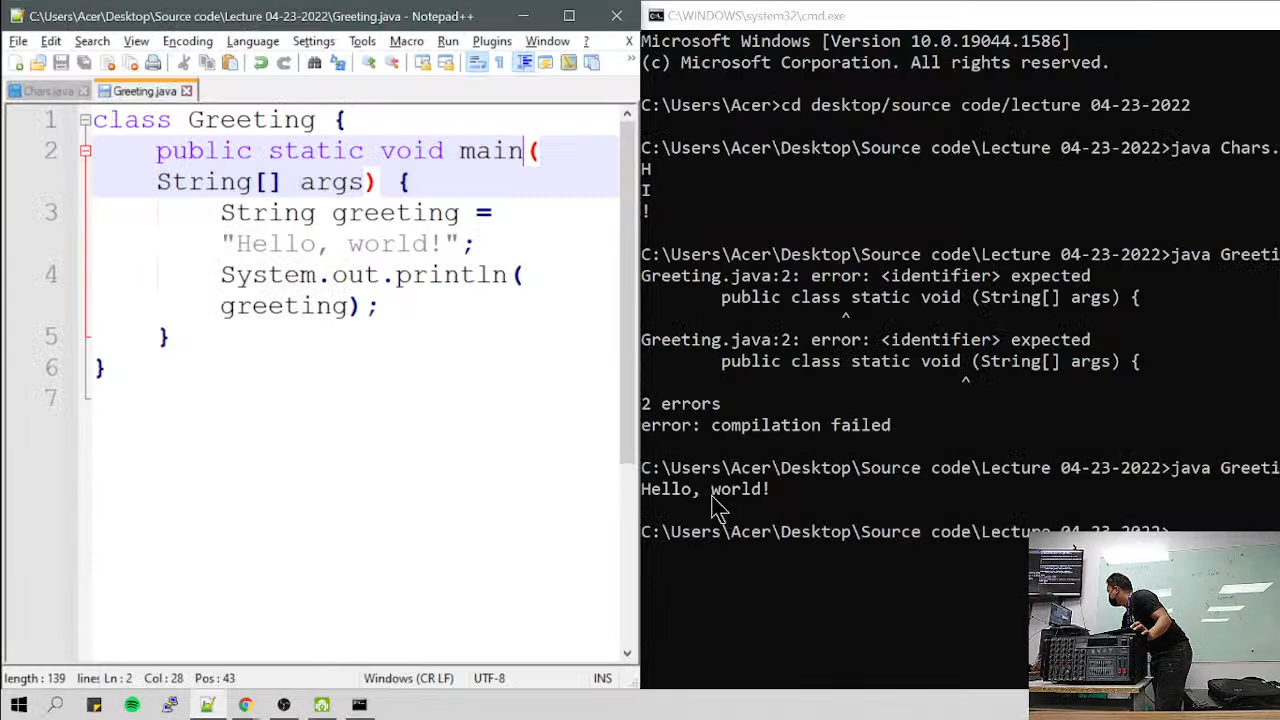 C:\Users\Acer\Desktop\Source code\Lecture 04-23-2022\Greeting.java - Notepad++
File Edit Search View Encoding Language Settings Tools Macro Run Plugins Window ? X
Chars.java Greeting.java
1 class Greeting {
2 public static void main(
String[] args) {
3 String greeting =
"Hello, world!";
4 System.out.println(
greeting);
5 }
6 }
7
length : 139 lines Ln : 2 Col : 28 Pos : 43 Windows (CR LF) UTF-8 INS
C:\WINDOWS\system32\cmd.exe
Microsoft Windows [Version 10.0.19044.1586]
(c) Microsoft Corporation. All rights reserved.
C:\Users\Acer>cd desktop/source code/lecture 04-23-2022
C:\Users\Acer\Desktop\Source code\Lecture 04-23-2022>java Chars.
H
I
!
C:\Users\Acer\Desktop\Source code\Lecture 04-23-2022>java Greeti
Greeting.java:2: error: <identifier> expected
public class static void (String[] args) {
^
Greeting.java:2: error: <identifier> expected
public class static void (String[] args) {
^
2 errors
error: compilation failed
C:\Users\Acer\Desktop\Source code\Lecture 04-23-2022>java Greeti
Hello, world!
C:\Users\Acer\Desktop\Source code\Lecture 04-23-2022>